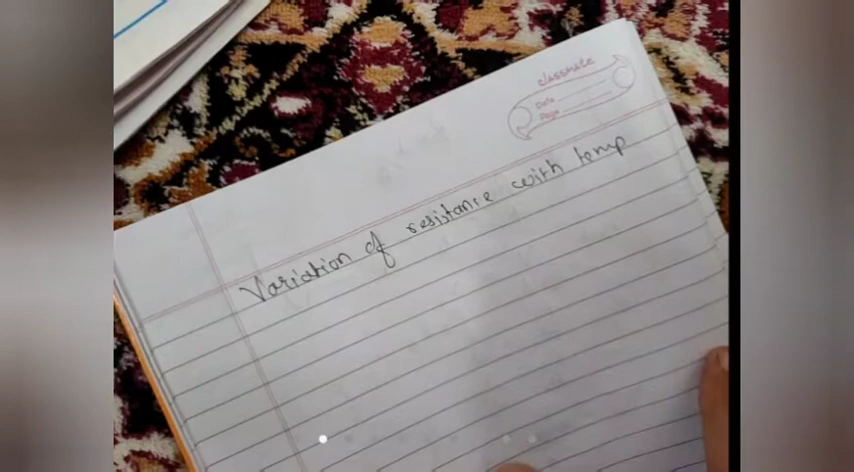 classmate
Date
Page
Variation of resistance with temp